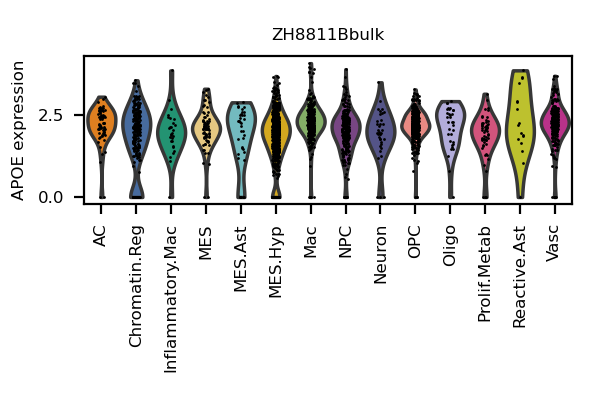 ZH8811Bbulk
APOE expression
2.5
0.0
AC
Chromatin.Reg
Inflammatory.Mac
MES
MES.Ast
MES.Hyp
Mac
NPC
Neuron
OPC
Oligo
Prolif.Metab
Reactive.Ast
Vasc